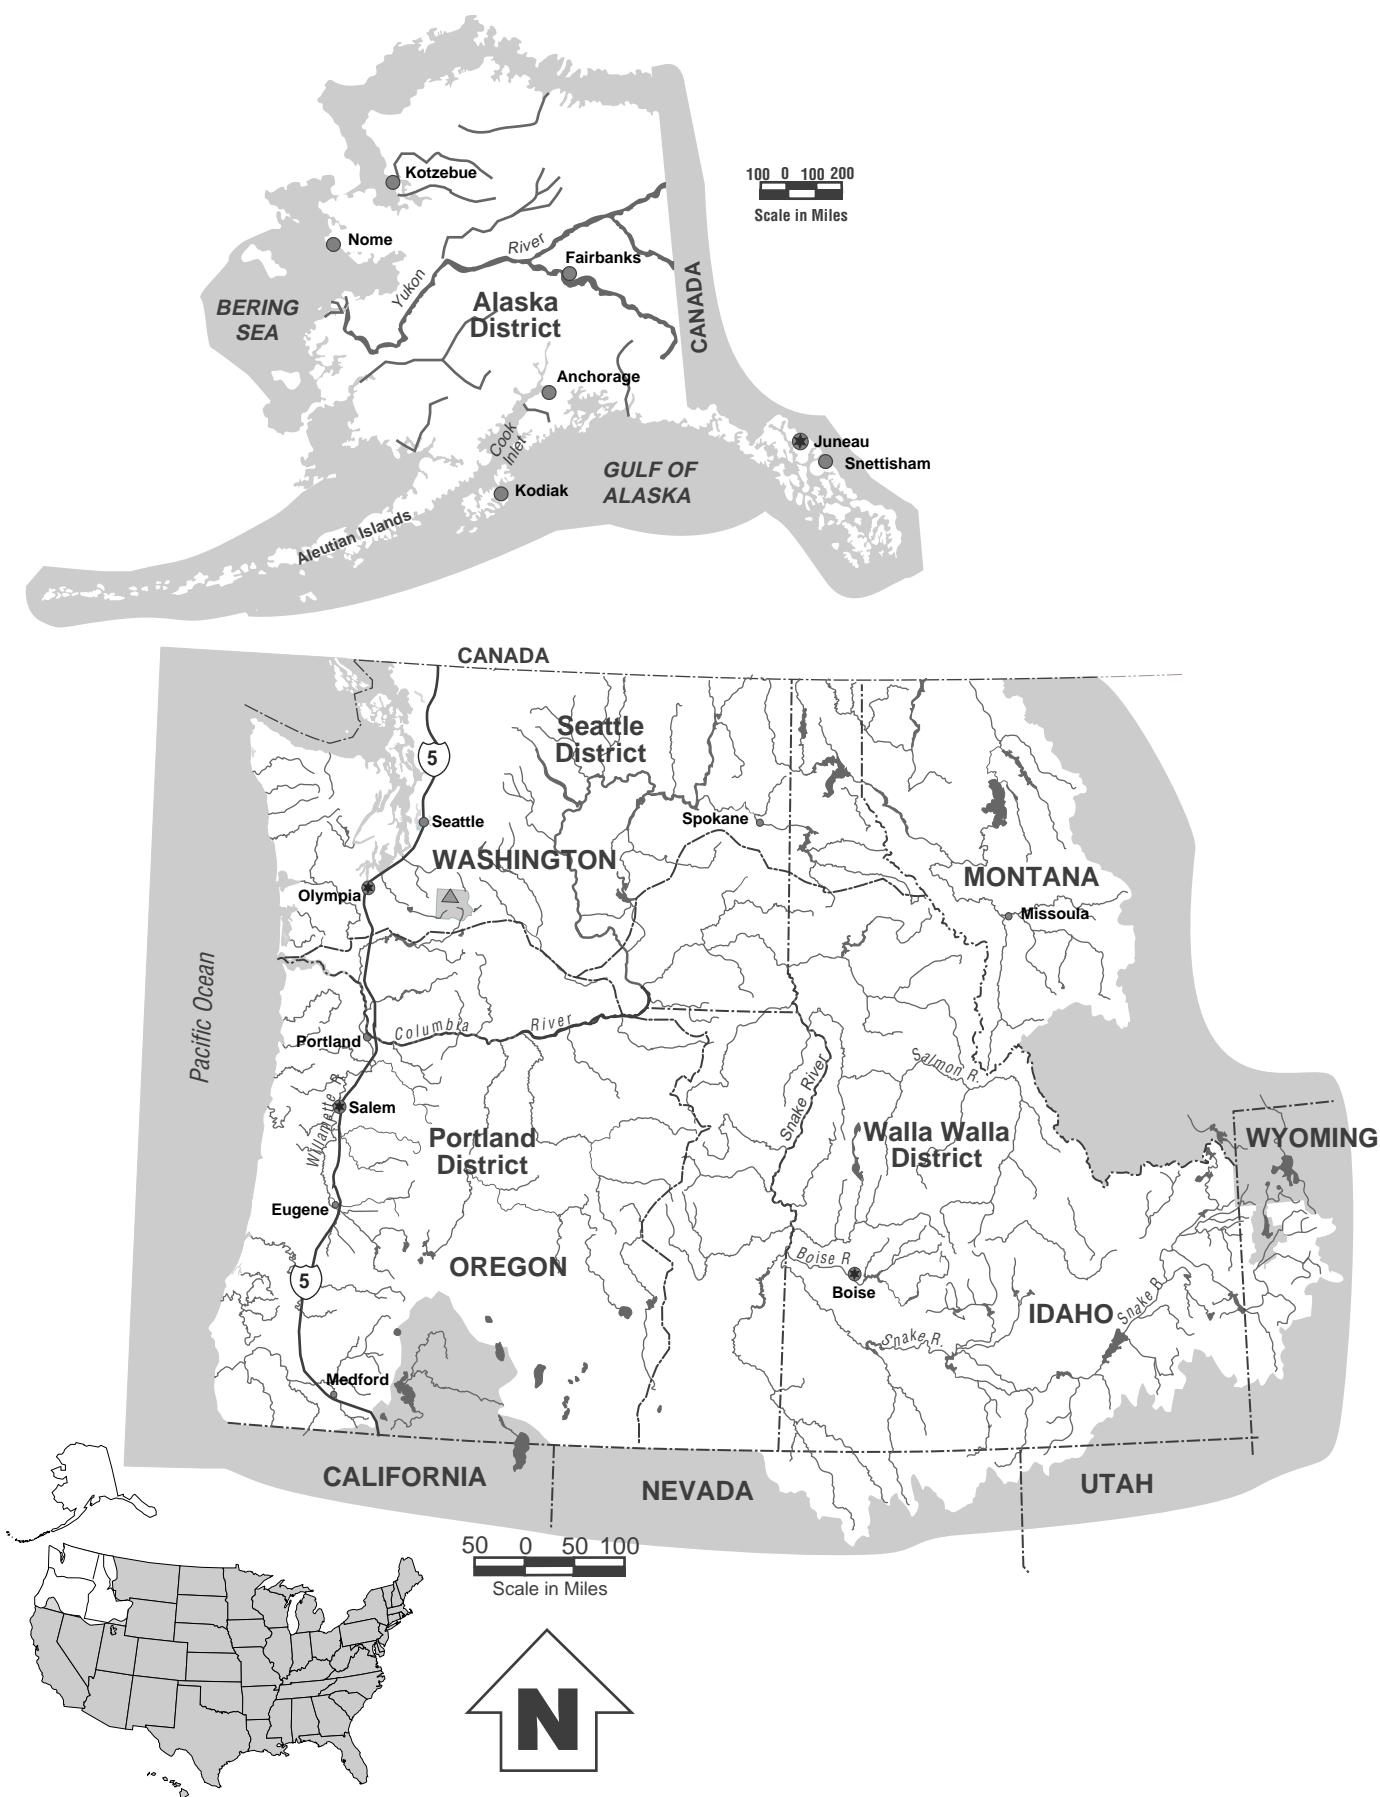 Kotzebue
100 0 100 200
Scale in Miles
Nome
River
Fairbanks
Yukon
CANADA
BERING
SEA
Alaska
District
Anchorage
Cook
Inlet
Juneau
Snettisham
GULF OF
ALASKA
Kodiak
Aleutian Islands
CANADA
Seattle
District
5
Seattle
Spokane
WASHINGTON
MONTANA
Olympia
Missoula
Pacific Ocean
Columbia
River
Portland
Salmon R.
Snake River
Willamette R.
Salem
Portland
District
Walla Walla
District
WYOMING
Eugene
OREGON
Boise R
5
Boise
IDAHO
Snake R.
Snake R.
Medford
CALIFORNIA
NEVADA
UTAH
50 0 50 100
Scale in Miles
N